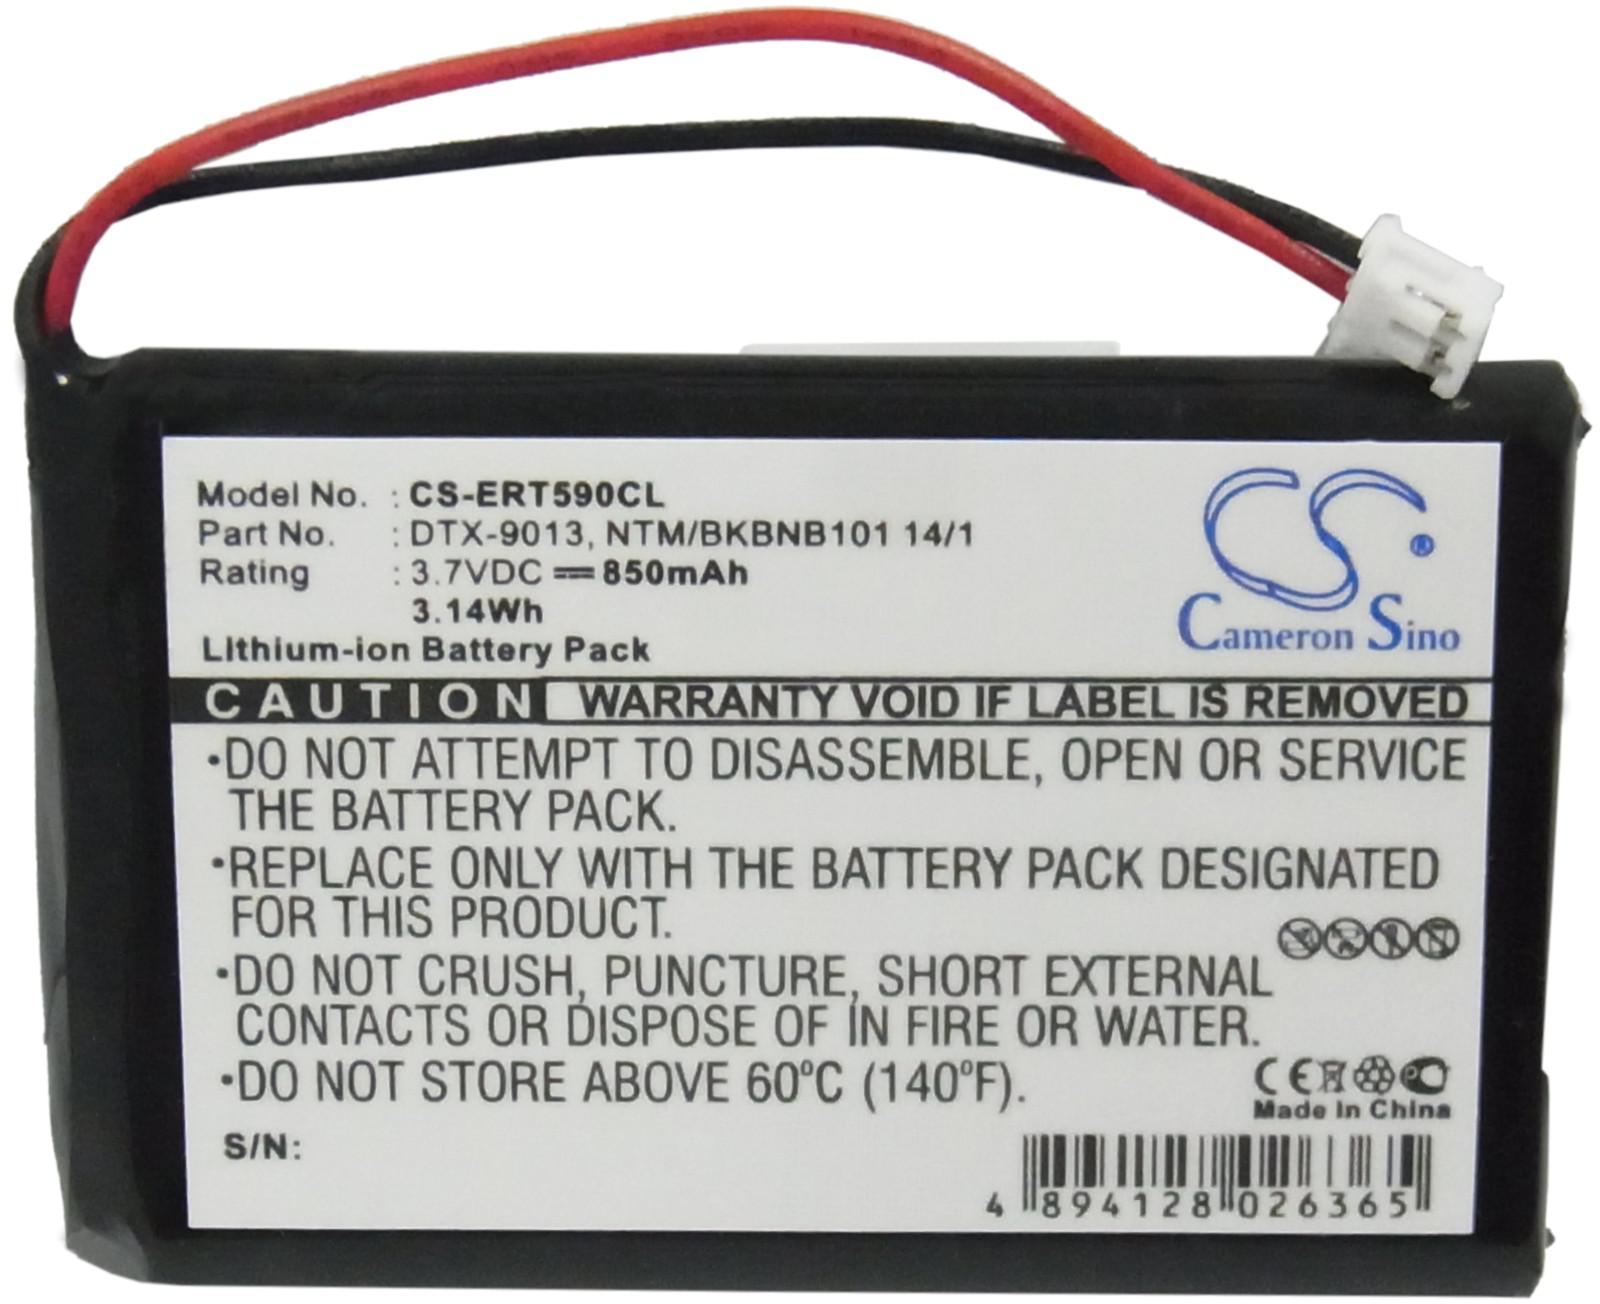 Model No. : CS-ERT590CL
Part No. : DTX-9013, NTM/BKBNB101 14/1
Rating : 3.7VDC ⎓ 850mAh
3.14Wh
Lithium-ion Battery Pack
CS®
Cameron Sino
CAUTION WARRANTY VOID IF LABEL IS REMOVED
•DO NOT ATTEMPT TO DISASSEMBLE, OPEN OR SERVICE
THE BATTERY PACK.
•REPLACE ONLY WITH THE BATTERY PACK DESIGNATED
FOR THIS PRODUCT.
•DO NOT CRUSH, PUNCTURE, SHORT EXTERNAL
CONTACTS OR DISPOSE OF IN FIRE OR WATER.
•DO NOT STORE ABOVE 60°C (140°F).
CE
Made in China
S/N:
4 894128 026365